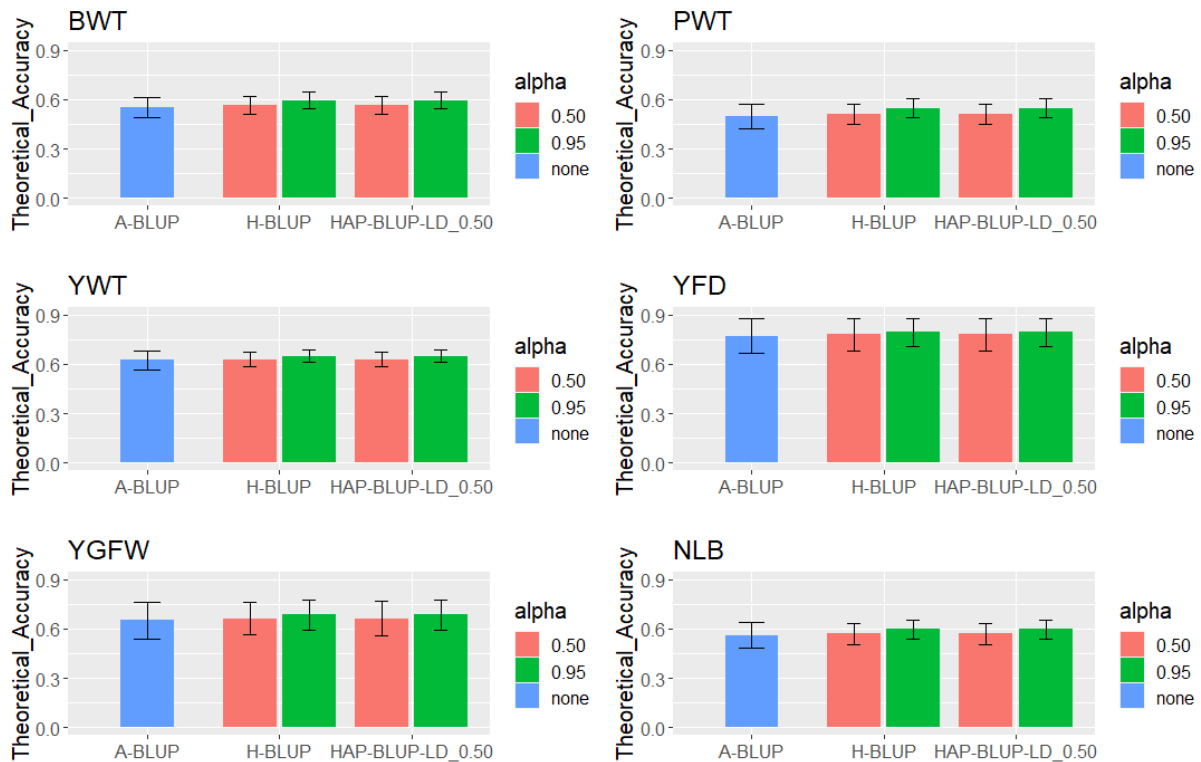 BWT
Theoretical_Accuracy
0.9
0.6
0.3
0.0
A-BLUP H-BLUP HAP-BLUP-LD_0.50
alpha
0.50
0.95
none
PWT
Theoretical_Accuracy
0.9
0.6
0.3
0.0
A-BLUP H-BLUP HAP-BLUP-LD_0.50
alpha
0.50
0.95
none
YWT
Theoretical_Accuracy
0.9
0.6
0.3
0.0
A-BLUP H-BLUP HAP-BLUP-LD_0.50
alpha
0.50
0.95
none
YFD
Theoretical_Accuracy
0.9
0.6
0.3
0.0
A-BLUP H-BLUP HAP-BLUP-LD_0.50
alpha
0.50
0.95
none
YGFW
Theoretical_Accuracy
0.9
0.6
0.3
0.0
A-BLUP H-BLUP HAP-BLUP-LD_0.50
alpha
0.50
0.95
none
NLB
Theoretical_Accuracy
0.9
0.6
0.3
0.0
A-BLUP H-BLUP HAP-BLUP-LD_0.50
alpha
0.50
0.95
none